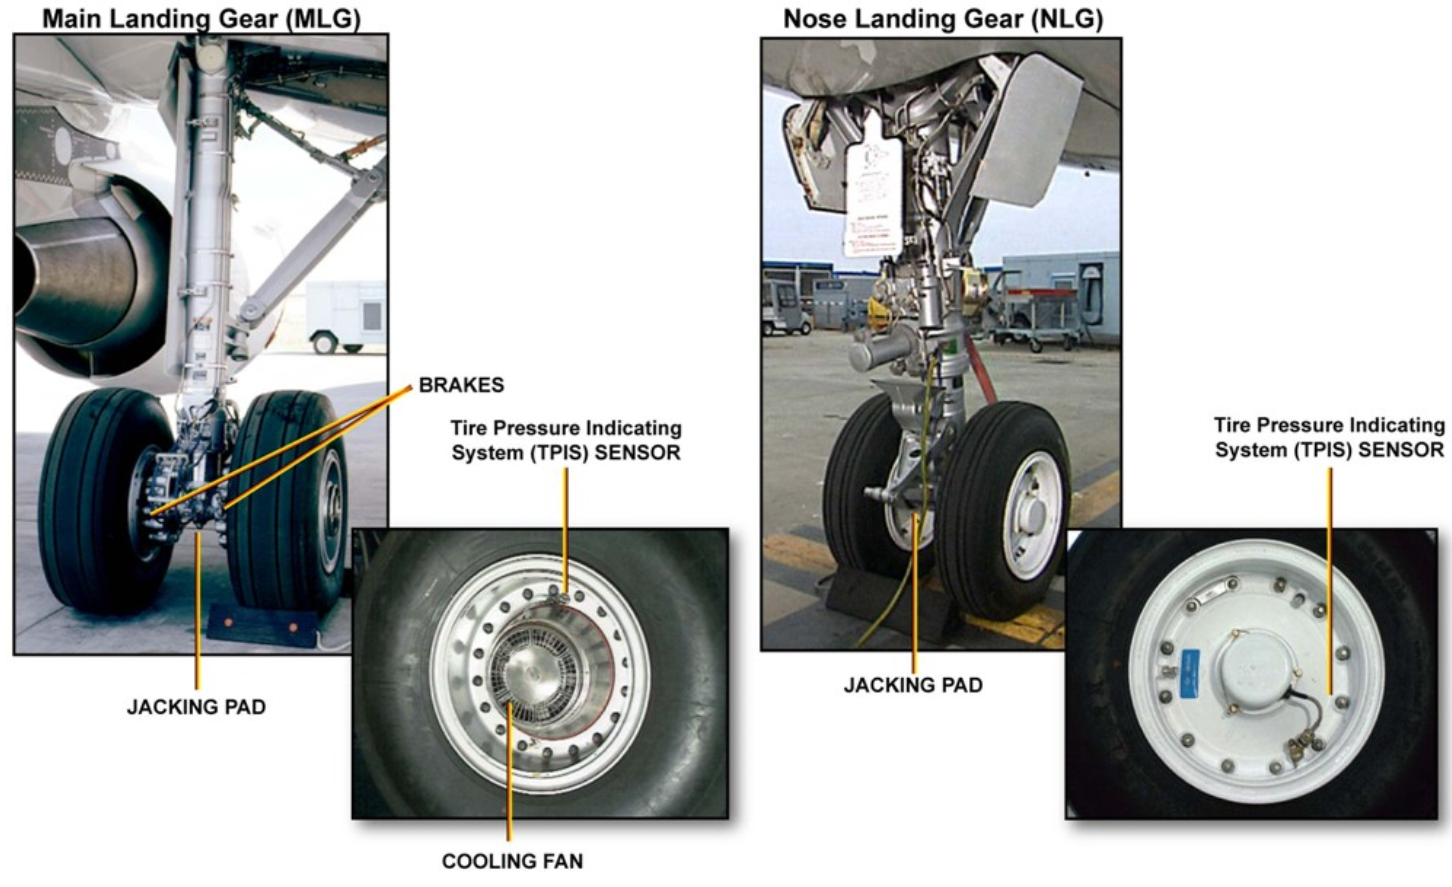 Main Landing Gear (MLG)
BRAKES
Tire Pressure Indicating
System (TPIS) SENSOR
JACKING PAD
COOLING FAN
Nose Landing Gear (NLG)
Tire Pressure Indicating
System (TPIS) SENSOR
JACKING PAD